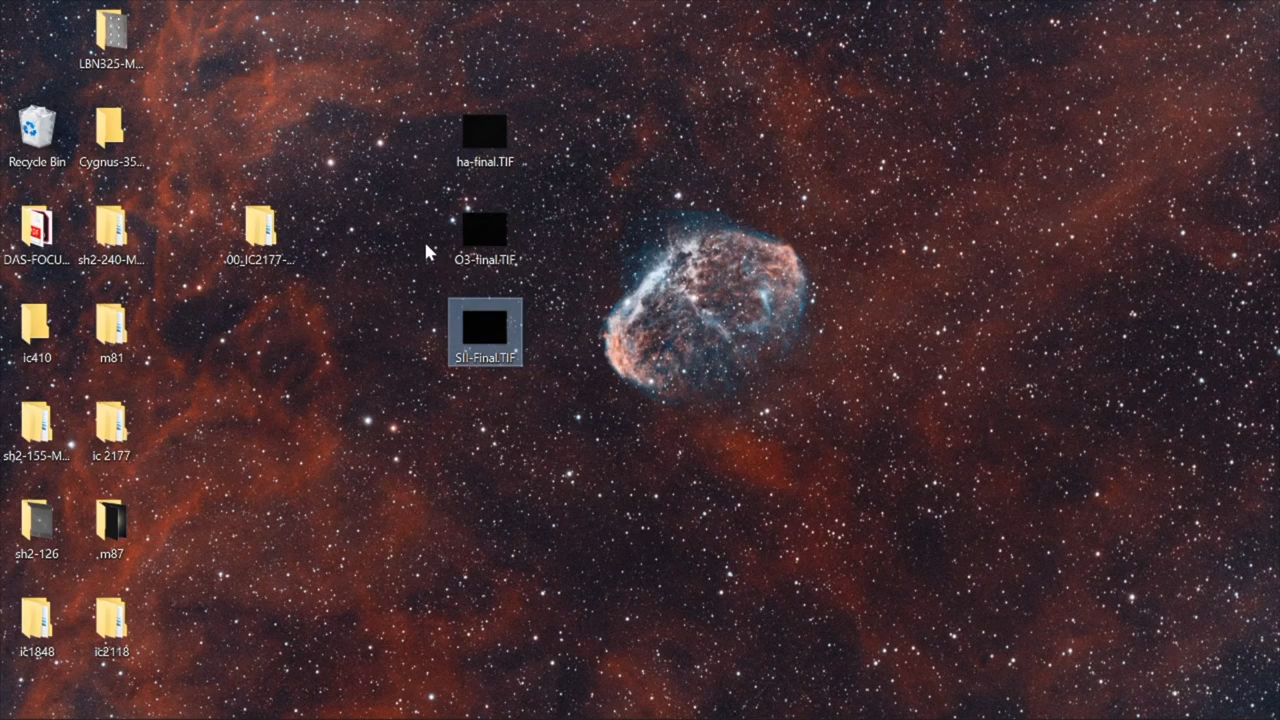 LBN325-M...
Recycle Bin
Cygnus-35...
ha-final.TIF
DAS-FOCU...
sh2-240-M...
00_IC2177-...
O3-final.TIF
ic410
m81
SII-Final.TIF
sh2-155-M...
ic 2177
sh2-126
m87
ic1848
ic2118